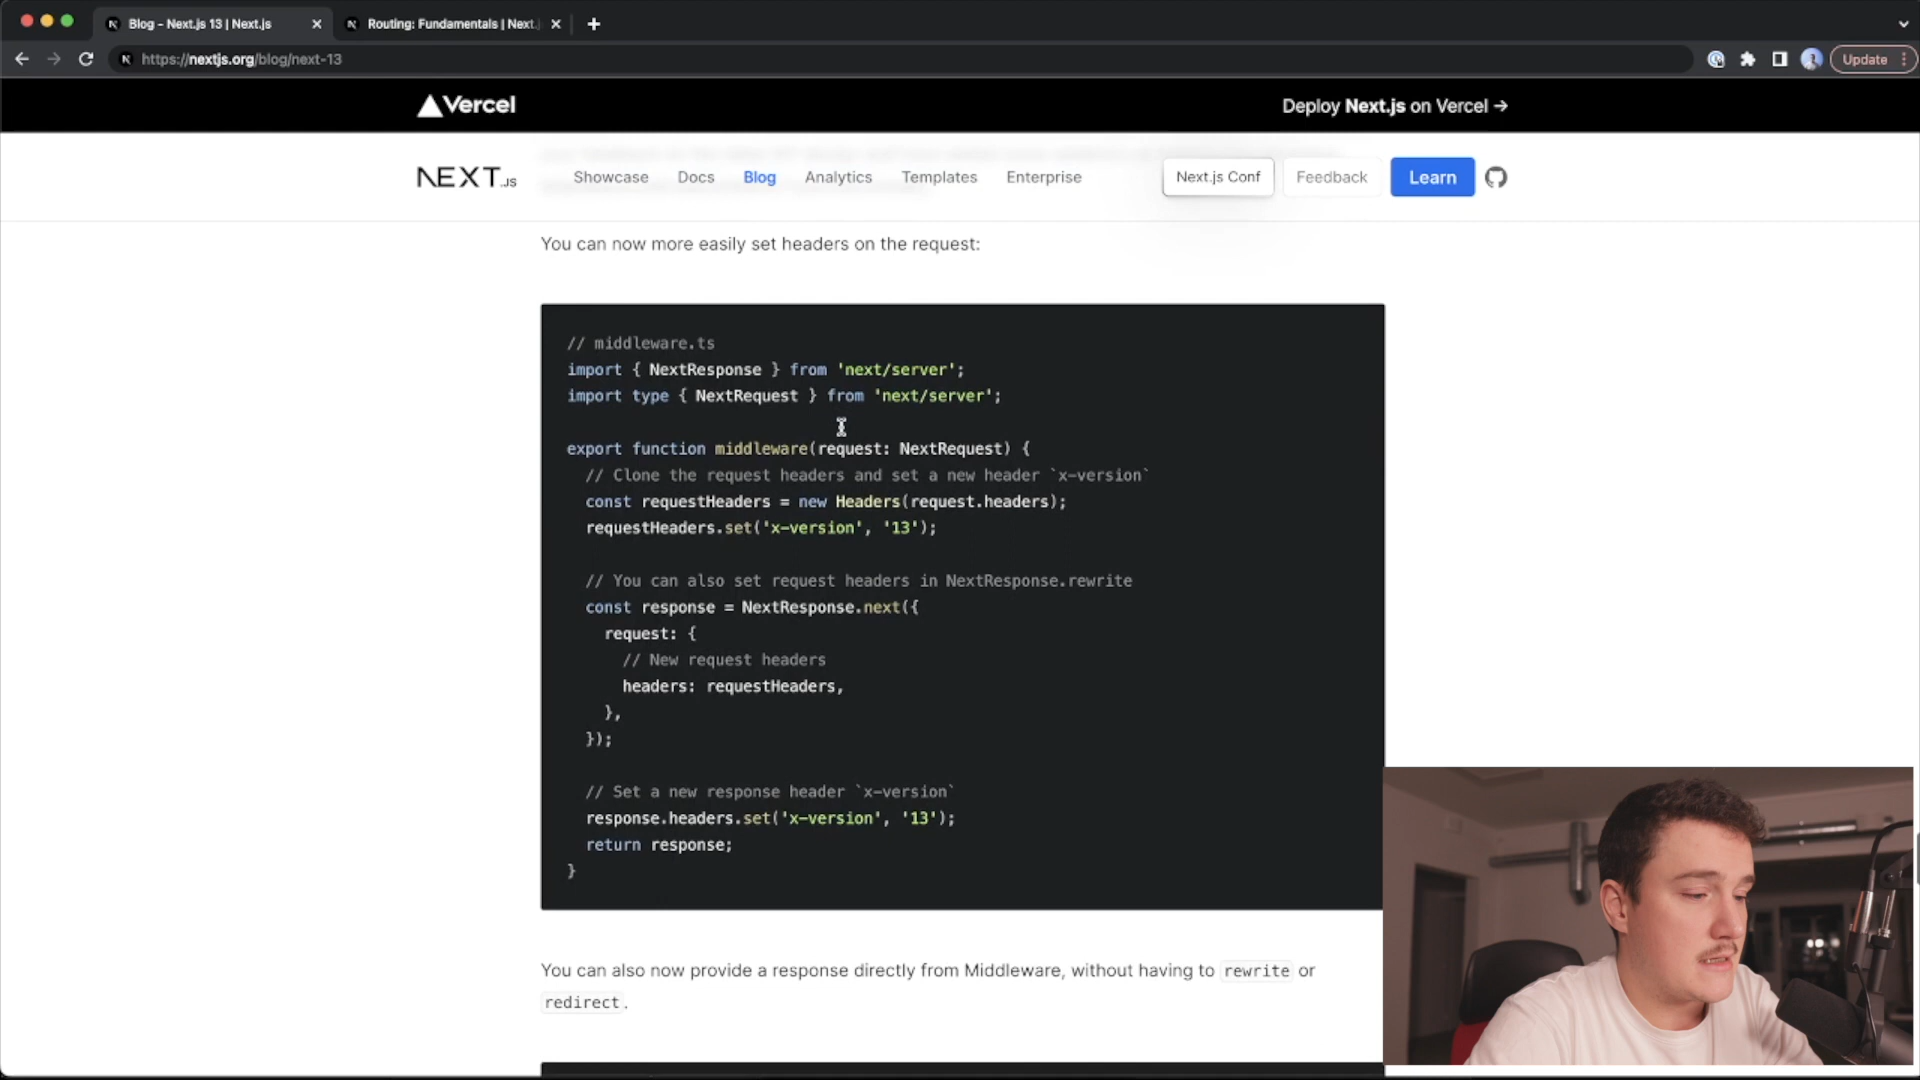 Blog - Next.js 13 | Next.js
Routing: Fundamentals | Next.
https://nextjs.org/blog/next-13
Update
Vercel
Deploy Next.js on Vercel →
NEXT.JS
Showcase
Docs
Blog
Analytics
Templates
Enterprise
Next.js Conf
Feedback
Learn
You can now more easily set headers on the request:
// middleware.ts
import { NextResponse } from 'next/server';
import type { NextRequest } from 'next/server';
export function middleware(request: NextRequest) {
// Clone the request headers and set a new header `x-version`
const requestHeaders = new Headers(request.headers);
requestHeaders.set('x-version', '13');
// You can also set request headers in NextResponse.rewrite
const response = NextResponse.next({
request: {
// New request headers
headers: requestHeaders,
},
});
// Set a new response header `x-version`
response.headers.set('x-version', '13');
return response;
}
You can also now provide a response directly from Middleware, without having to rewrite or
redirect.